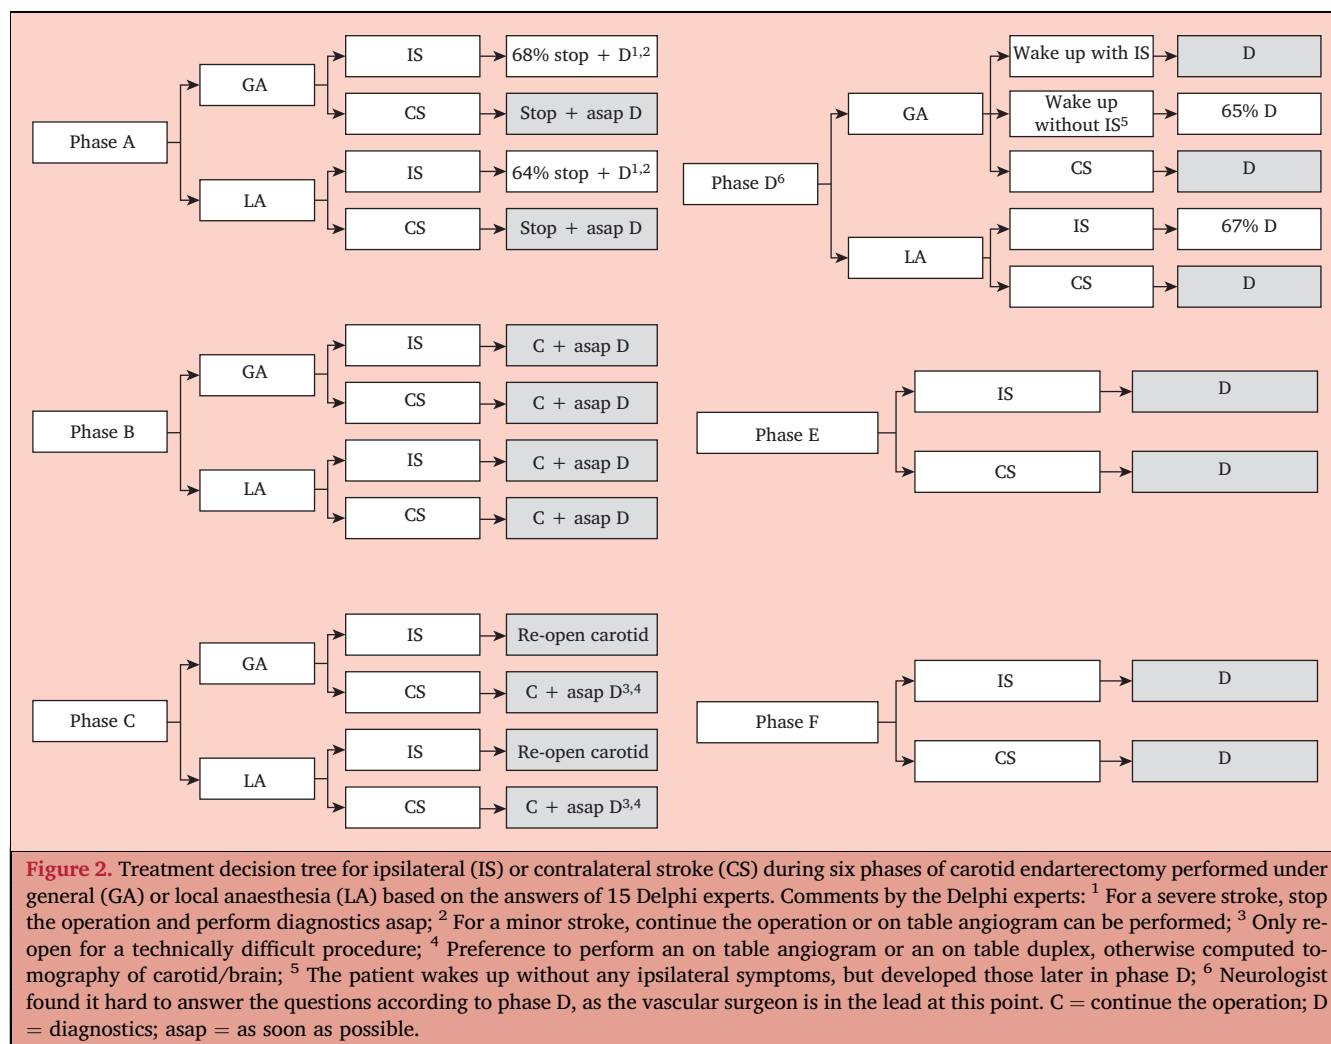 Phase A
GA
IS
68% stop + D1,2
CS
Stop + asap D
LA
IS
64% stop + D1,2
CS
Stop + asap D
Phase B
GA
IS
C + asap D
CS
C + asap D
LA
IS
C + asap D
CS
C + asap D
Phase C
GA
IS
Re-open carotid
CS
C + asap D3,4
LA
IS
Re-open carotid
CS
C + asap D3,4
Phase D6
GA
Wake up with IS
D
Wake up
without IS5
65% D
CS
D
LA
IS
67% D
CS
D
Phase E
IS
D
CS
D
Phase F
IS
D
CS
D
Figure 2. Treatment decision tree for ipsilateral (IS) or contralateral stroke (CS) during six phases of carotid endarterectomy performed under
general (GA) or local anaesthesia (LA) based on the answers of 15 Delphi experts. Comments by the Delphi experts: 1 For a severe stroke, stop
the operation and perform diagnostics asap; 2 For a minor stroke, continue the operation or on table angiogram can be performed; 3 Only re-
open for a technically difficult procedure; 4 Preference to perform an on table angiogram or an on table duplex, otherwise computed to-
mography of carotid/brain; 5 The patient wakes up without any ipsilateral symptoms, but developed those later in phase D; 6 Neurologist
found it hard to answer the questions according to phase D, as the vascular surgeon is in the lead at this point. C = continue the operation; D
= diagnostics; asap = as soon as possible.